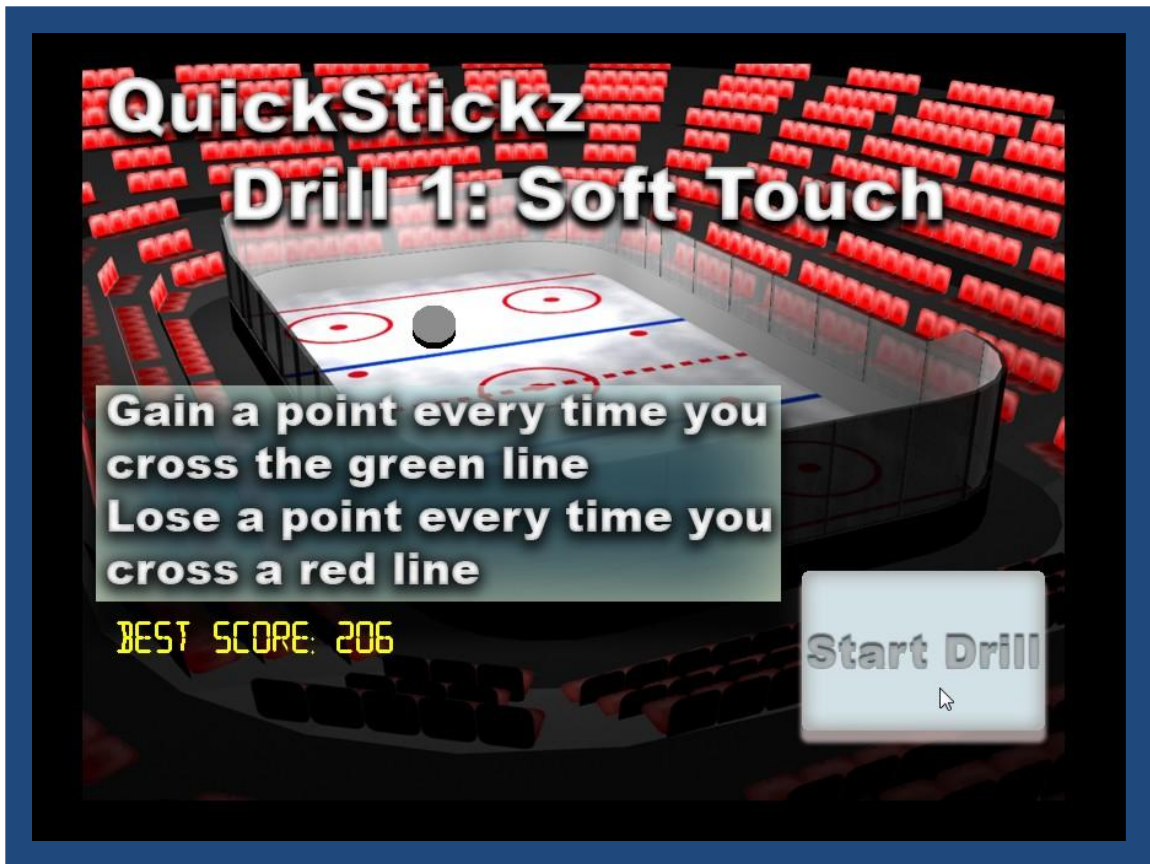 QuickStickz
Drill 1: Soft Touch
Gain a point every time you
cross the green line
Lose a point every time you
cross a red line
BEST SCORE: 206
Start Drill